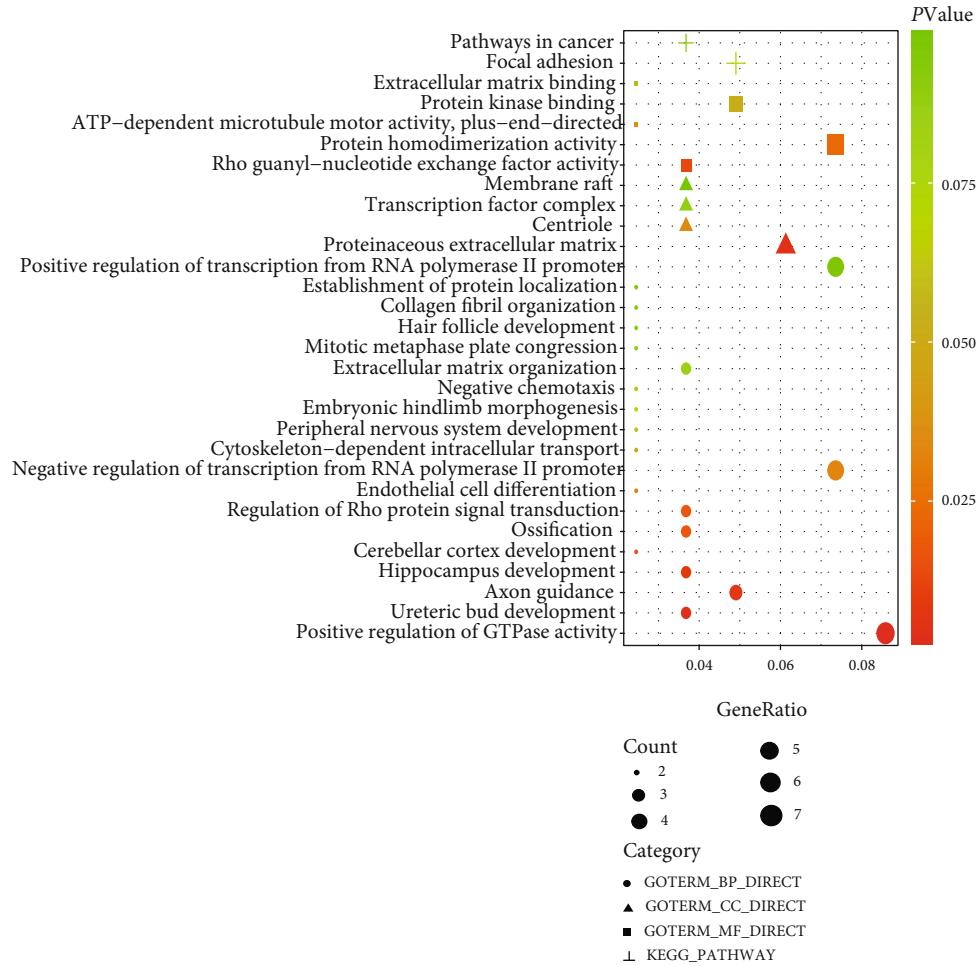 PValue
Pathways in cancer
Focal adhesion
Extracellular matrix binding
Protein kinase binding
ATP−dependent microtubule motor activity, plus−end−directed
Protein homodimerization activity
Rho guanyl−nucleotide exchange factor activity
Membrane raft
Transcription factor complex
Centriole
Proteinaceous extracellular matrix
Positive regulation of transcription from RNA polymerase II promoter
Establishment of protein localization
Collagen fibril organization
Hair follicle development
Mitotic metaphase plate congression
Extracellular matrix organization
Negative chemotaxis
Embryonic hindlimb morphogenesis
Peripheral nervous system development
Cytoskeleton−dependent intracellular transport
Negative regulation of transcription from RNA polymerase II promoter
Endothelial cell differentiation
Regulation of Rho protein signal transduction
Ossification
Cerebellar cortex development
Hippocampus development
Axon guidance
Ureteric bud development
Positive regulation of GTPase activity
0.075
0.050
0.025
0.04 0.06 0.08
GeneRatio
Count
2
3
4
5
6
7
Category
GOTERM_BP_DIRECT
GOTERM_CC_DIRECT
GOTERM_MF_DIRECT
KEGG_PATHWAY